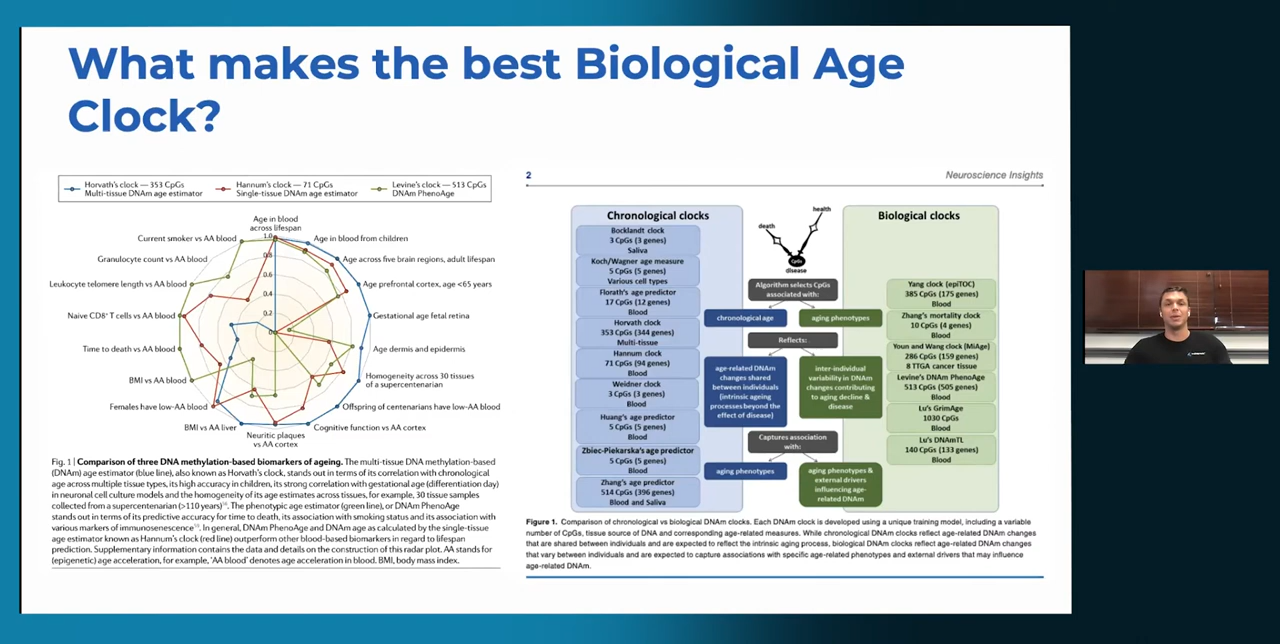 What makes the best Biological Age
Clock?
Horvath's clock — 353 CpGs
Multi-tissue DNAm age estimator
Hannum's clock — 71 CpGs
Single-tissue DNAm age estimator
Levine's clock — 513 CpGs
DNAm PhenoAge
Age in blood
across lifespan
Age in blood from children
Age across five brain regions, adult lifespan
Age prefrontal cortex, age <65 years
Gestational age fetal retina
Age dermis and epidermis
Homogeneity across 30 tissues
of a supercentenarian
Offspring of centenarians have low-AA blood
Cognitive function vs AA cortex
Neuritic plaques
vs AA cortex
BMI vs AA liver
Females have low-AA blood
BMI vs AA blood
Time to death vs AA blood
Naive CD8⁺ T cells vs AA blood
Leukocyte telomere length vs AA blood
Granulocyte count vs AA blood
Current smoker vs AA blood
1.0
0.8
0.6
0.4
0.2
0
Fig. 1 | Comparison of three DNA methylation-based biomarkers of ageing. The multi-tissue DNA methylation-based
(DNAm) age estimator (blue line), also known as Horvath's clock, stands out in terms of its correlation with chronological
age across multiple tissue types, its high accuracy in children, its strong correlation with gestational age (differentiation day)
in neuronal cell culture models and the homogeneity of its age estimates across tissues, for example, 30 tissue samples
collected from a supercentenarian (>110 years). The phenotypic age estimator (green line), or DNAm PhenoAge
stands out in terms of its predictive accuracy for time to death, its association with smoking status and its association with
various markers of immunosenescence. In general, DNAm PhenoAge and DNAm age as calculated by the single-tissue
age estimator known as Hannum's clock (red line) outperform other blood-based biomarkers in regard to lifespan
prediction. Supplementary information contains the data and details on the construction of this radar plot. AA stands for
(epigenetic) age acceleration, for example, 'AA blood' denotes age acceleration in blood. BMI, body mass index.
2
Neuroscience Insights
Chronological clocks
Bocklandt clock
3 CpGs (3 genes)
Saliva
Koch/Wagner age measure
5 CpGs (5 genes)
Various cell types
Florath's age predictor
17 CpGs (12 genes)
Blood
Horvath clock
353 CpGs (344 genes)
Multi-tissue
Hannum clock
71 CpGs (94 genes)
Blood
Weidner clock
3 CpGs (3 genes)
Blood
Huang's age predictor
5 CpGs (5 genes)
Blood
Zbiec-Piekarska's age predictor
5 CpGs (5 genes)
Blood
Zhang's age predictor
514 CpGs (396 genes)
Blood and Saliva
health
death
CpGs
disease
Algorithm selects CpGs
associated with:
chronological age
aging phenotypes
Reflects:
age-related DNAm
changes shared
between individuals
(intrinsic ageing
processes beyond the
effect of disease)
inter-individual
variability in DNAm
changes contributing
to aging decline &
disease
Captures association
with:
aging phenotypes
aging phenotypes &
external drivers
influencing age-
related DNAm
Biological clocks
Yang clock (epiTOC)
385 CpGs (175 genes)
Blood
Zhang's mortality clock
10 CpGs (4 genes)
Blood
Youn and Wang clock (MiAge)
286 CpGs (159 genes)
8 TTGA cancer tissue
Levine's DNAm PhenoAge
513 CpGs (505 genes)
Blood
Lu's GrimAge
1030 CpGs
Blood
Lu's DNAmTL
140 CpGs (133 genes)
Blood
Figure 1. Comparison of chronological vs biological DNAm clocks. Each DNAm clock is developed using a unique training model, including a variable
number of CpGs, tissue source of DNA and corresponding age-related measures. While chronological DNAm clocks reflect age-related DNAm changes
that are shared between individuals and are expected to reflect the intrinsic aging process, biological DNAm clocks reflect age-related DNAm changes
that vary between individuals and are expected to capture associations with specific age-related phenotypes and external drivers that may influence
age-related DNAm.